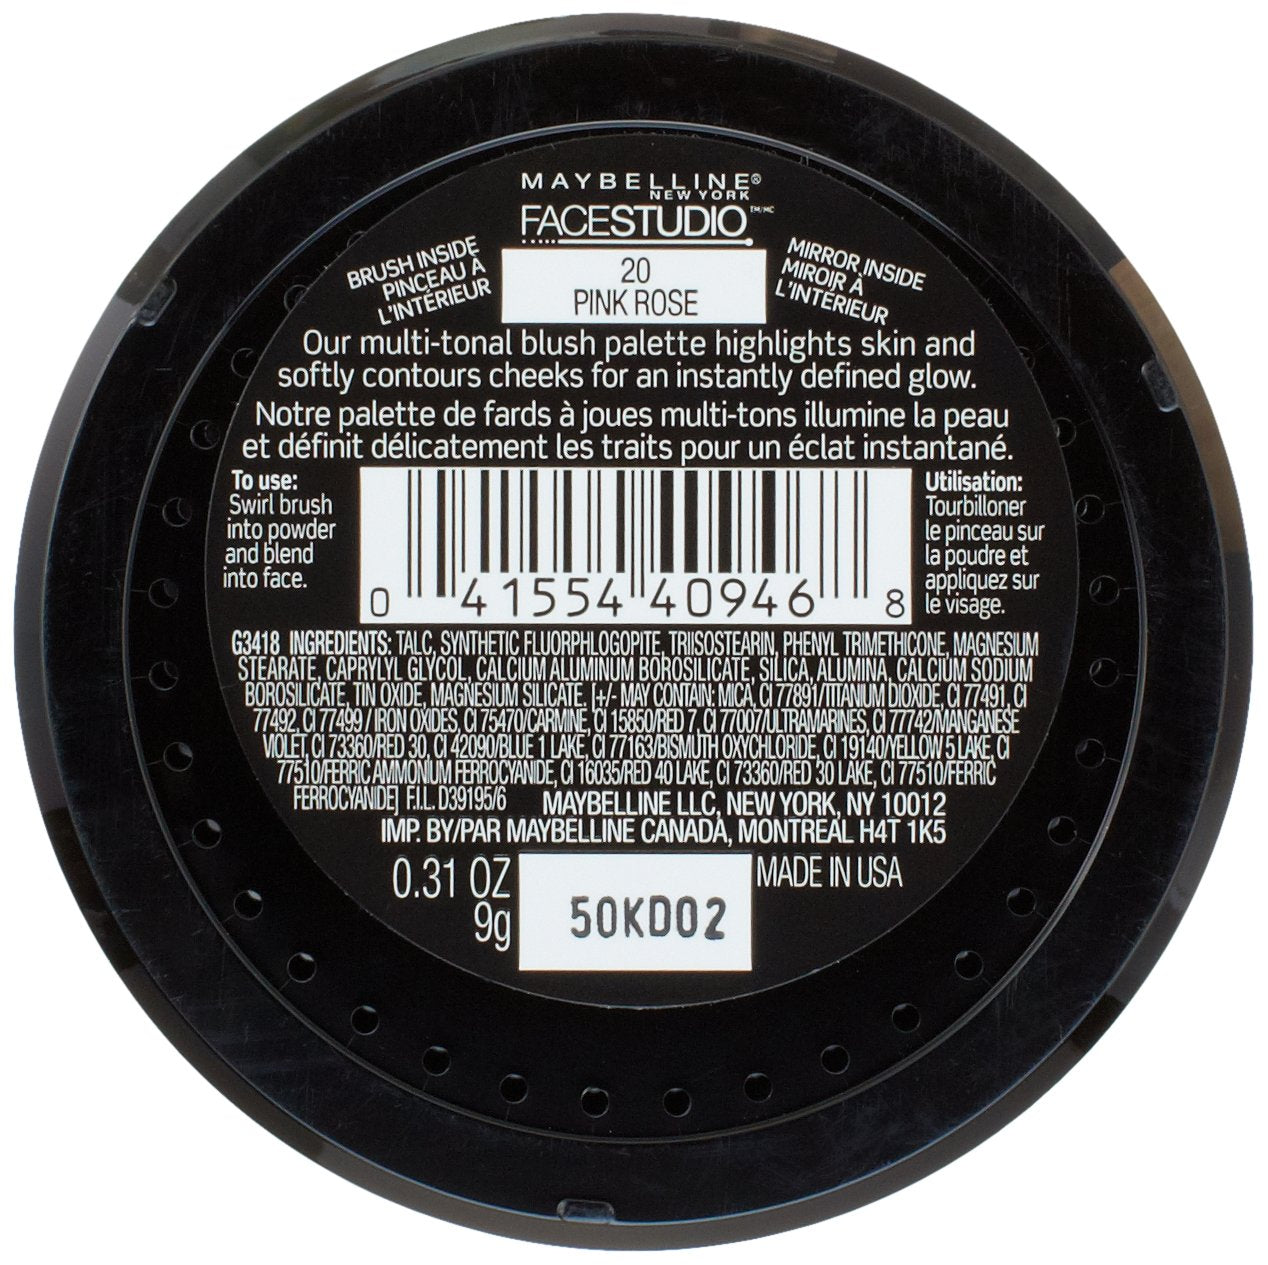 MAYBELLINE®
NEW YORK
FACESTUDIO™/MC
BRUSH INSIDE
PINCEAU À
L'INTÉRIEUR
20
PINK ROSE
MIRROR INSIDE
MIROIR À
L'INTÉRIEUR
Our multi-tonal blush palette highlights skin and
softly contours cheeks for an instantly defined glow.
Notre palette de fards à joues multi-tons illumine la peau
et définit délicatement les traits pour un éclat instantané.
To use:
Swirl brush
into powder
and blend
into face.
0 41554 40946 8
Utilisation:
Tourbillonner
le pinceau sur
la poudre et
appliquez sur
le visage.
G3418 INGREDIENTS: TALC, SYNTHETIC FLUORPHLOGOPITE, TRIISOSTEARIN, PHENYL TRIMETHICONE, MAGNESIUM
STEARATE, CAPRYLYL GLYCOL, CALCIUM ALUMINUM BOROSILICATE, SILICA, ALUMINA, CALCIUM SODIUM
BOROSILICATE, TIN OXIDE, MAGNESIUM SILICATE. [+/- MAY CONTAIN: MICA, CI 77891/TITANIUM DIOXIDE, CI 77491, CI
77492, CI 77499 / IRON OXIDES, CI 75470/CARMINE, CI 15850/RED 7, CI 77007/ULTRAMARINES, CI 77742/MANGANESE
VIOLET, CI 73360/RED 30, CI 42090/BLUE 1 LAKE, CI 77163/BISMUTH OXYCHLORIDE, CI 19140/YELLOW 5 LAKE, CI
77510/FERRIC AMMONIUM FERROCYANIDE, CI 16035/RED 40 LAKE, CI 73360/RED 30 LAKE, CI 77510/FERRIC
FERROCYANIDE] F.I.L. D39195/6 MAYBELLINE LLC, NEW YORK, NY 10012
IMP. BY/PAR MAYBELLINE CANADA, MONTREAL H4T 1K5
0.31 OZ
9g
50KD02
MADE IN USA